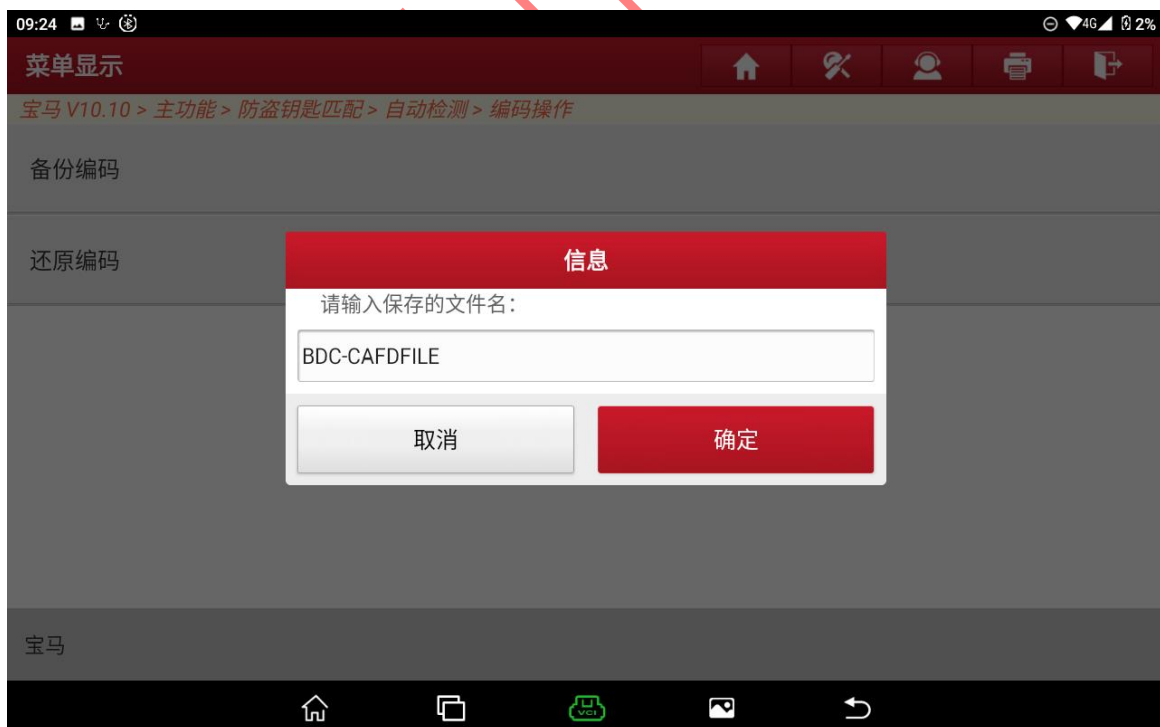 09:24 4G 2%
菜单显示
宝马 V10.10 > 主功能 > 防盗钥匙匹配 > 自动检测 > 编码操作
备份编码
还原编码
信息
请输入保存的文件名：
BDC-CAFDFILE
取消 确定
宝马
VCI